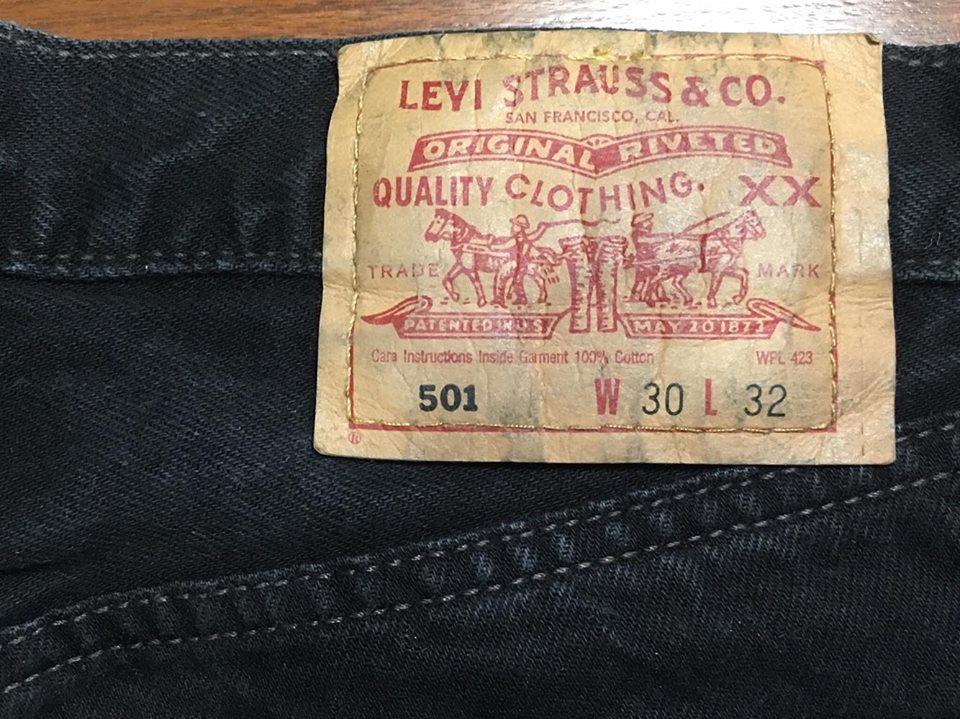 LEVI STRAUSS & CO.
SAN FRANCISCO, CAL.
ORIGINAL RIVETED
QUALITY CLOTHING. XX
TRADE MARK
PATENTED IN U.S. MAY 20 1873
Care Instructions Inside Garment 100% Cotton WPL 423
501 W 30 L 32
®